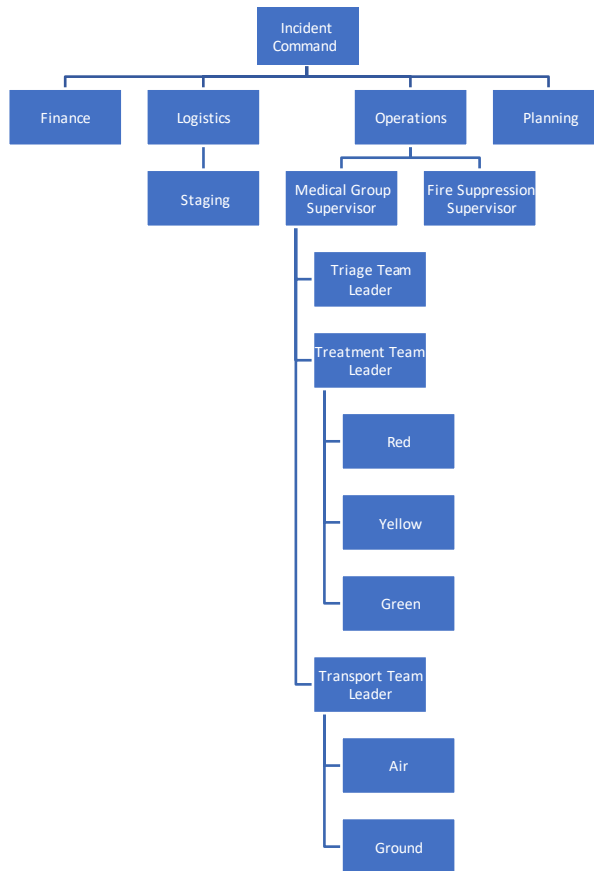 Incident
Command
Finance
Logistics
Operations
Planning
Staging
Medical Group
Supervisor
Fire Suppression
Supervisor
Triage Team
Leader
Treatment Team
Leader
Red
Yellow
Green
Transport Team
Leader
Air
Ground